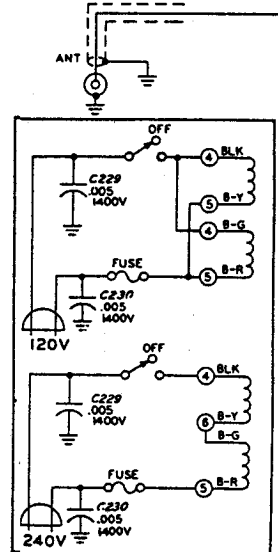 ANT
OFF
4 BLK
C229
.005
1400V
5 B-Y
4 B-G
FUSE
5 B-R
C230
.005
1400V
120V
OFF
4 BLK
C229
.005
1400V
6 B-Y
B-G
FUSE
5 B-R
C230
.005
1400V
240V